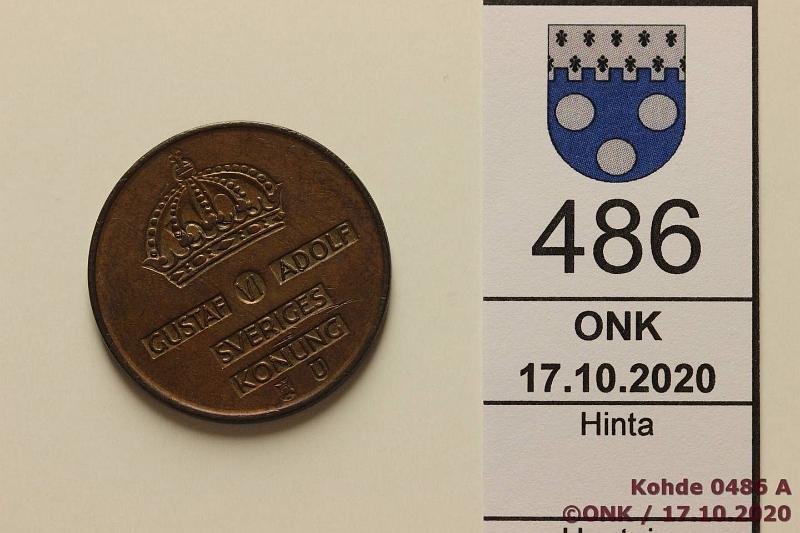 GUSTAF VI ADOLF
SVERIGES
KONUNG
U
486
ONK
17.10.2020
Hinta
Kohde 0486 A
©ONK / 17.10.2020